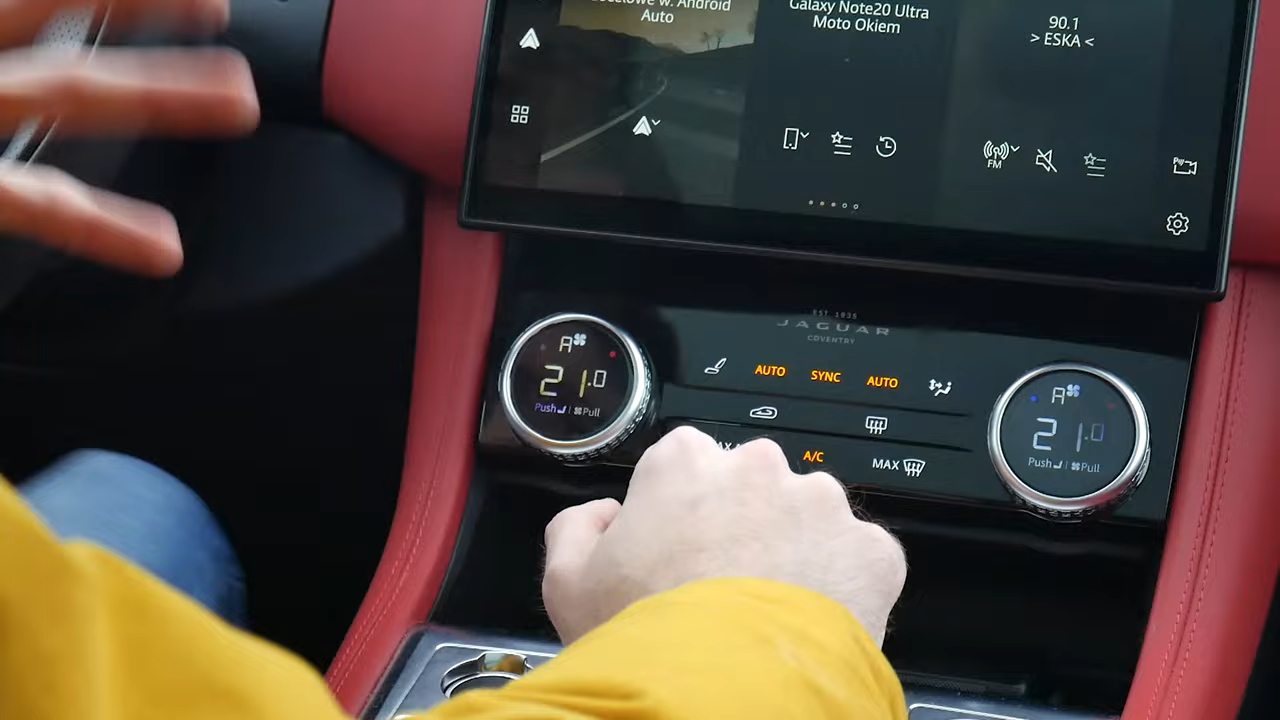 Android
Auto
Galaxy Note20 Ultra
Moto Okiem
90.1
> ESKA <
FM
EST 1935
JAGUAR
COVENTRY
A
21.0
Push Pull
AUTO
SYNC
AUTO
A/C
MAX
A
21.0
Push Pull